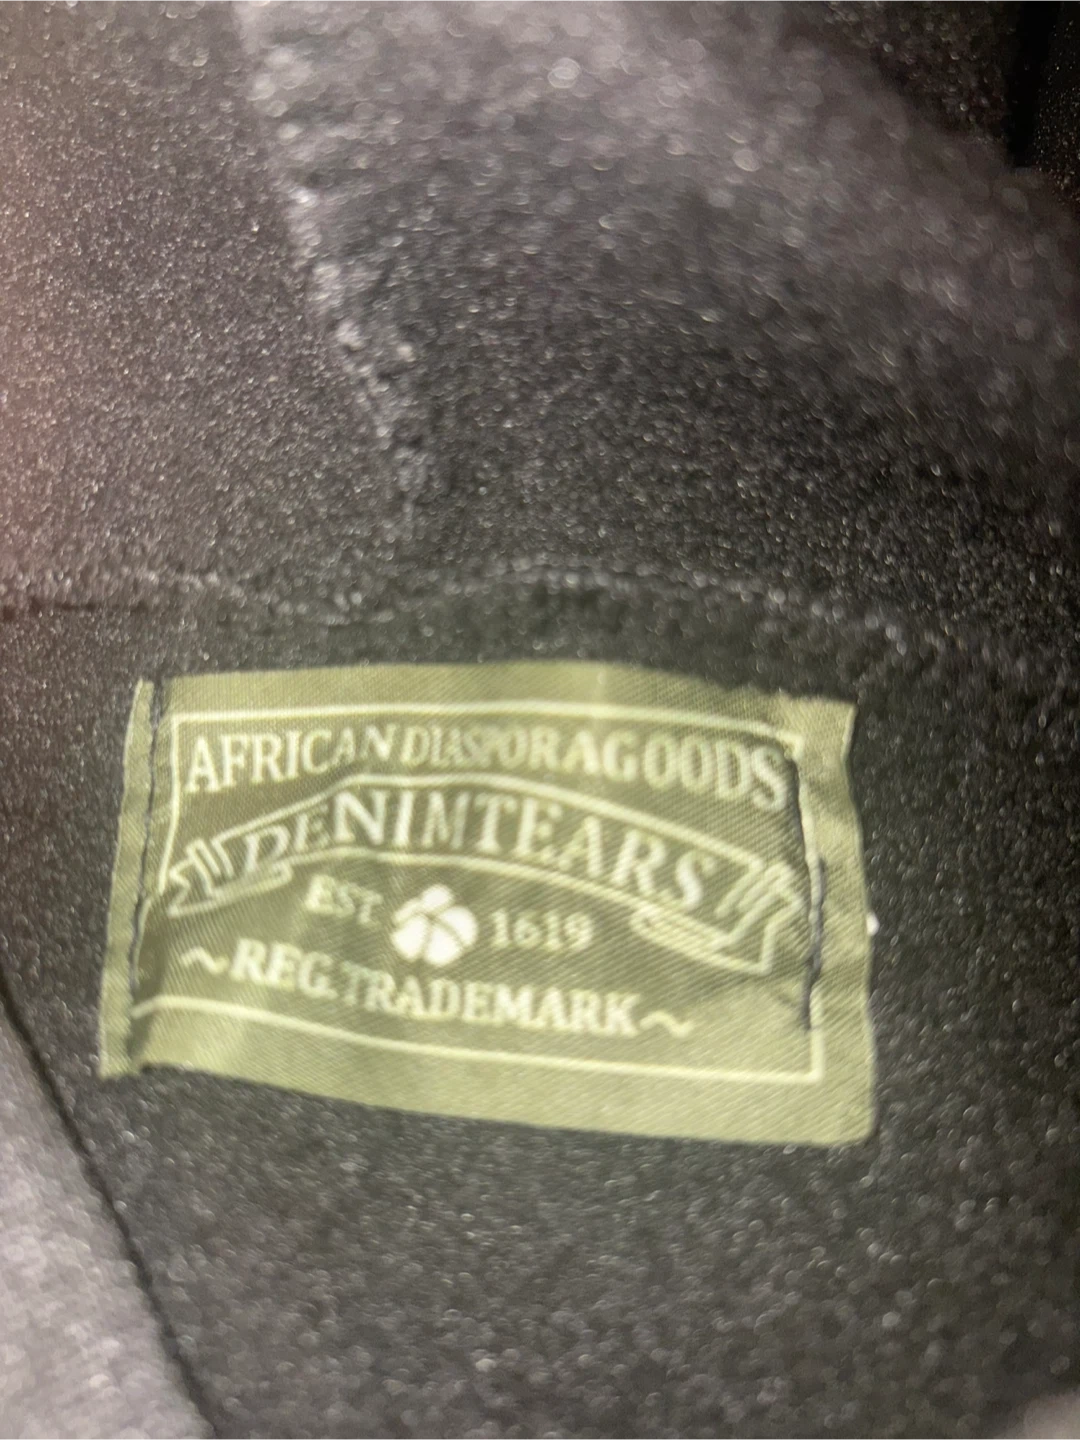 AFRICAN DIASPORA GOODS
DENIM TEARS
EST. 1619
~REG. TRADEMARK~